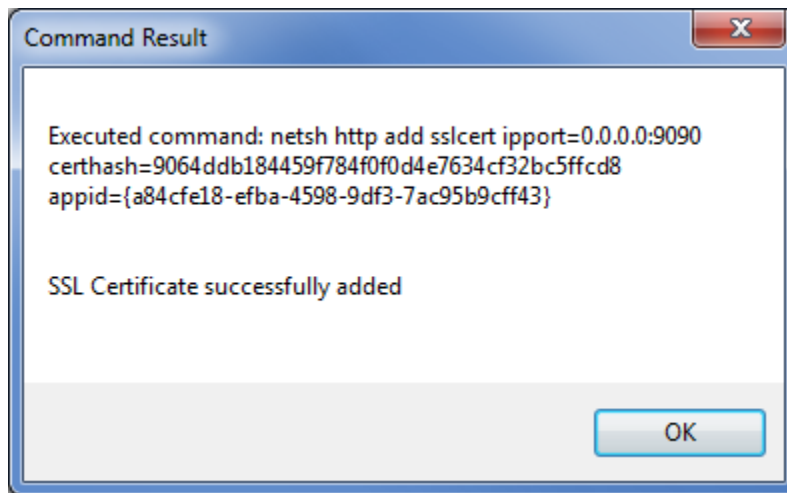 Command Result
Executed command: netsh http add sslcert ipport=0.0.0.0:9090
certhash=9064ddb184459f784f0f0d4e7634cf32bc5ffcd8
appid={a84cfe18-efba-4598-9df3-7ac95b9cff43}
SSL Certificate successfully added
OK